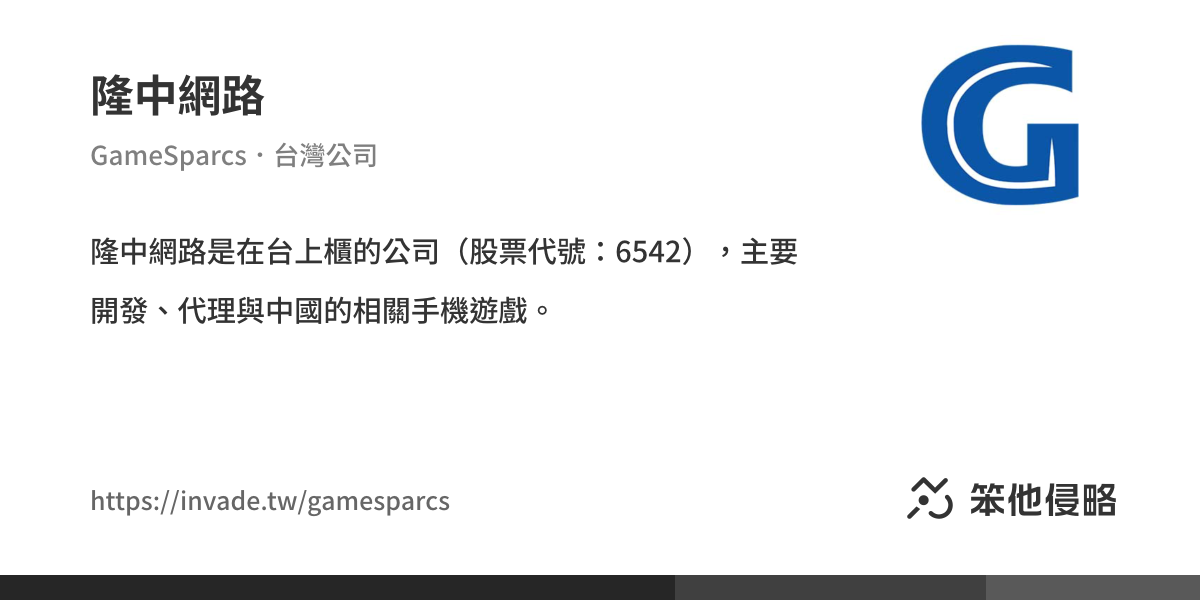 隆中網路
GameSparcs・台灣公司
隆中網路是在台上櫃的公司（股票代號：6542），主要
開發、代理與中國的相關手機遊戲。
G
https://invade.tw/gamesparcs
笨他侵略